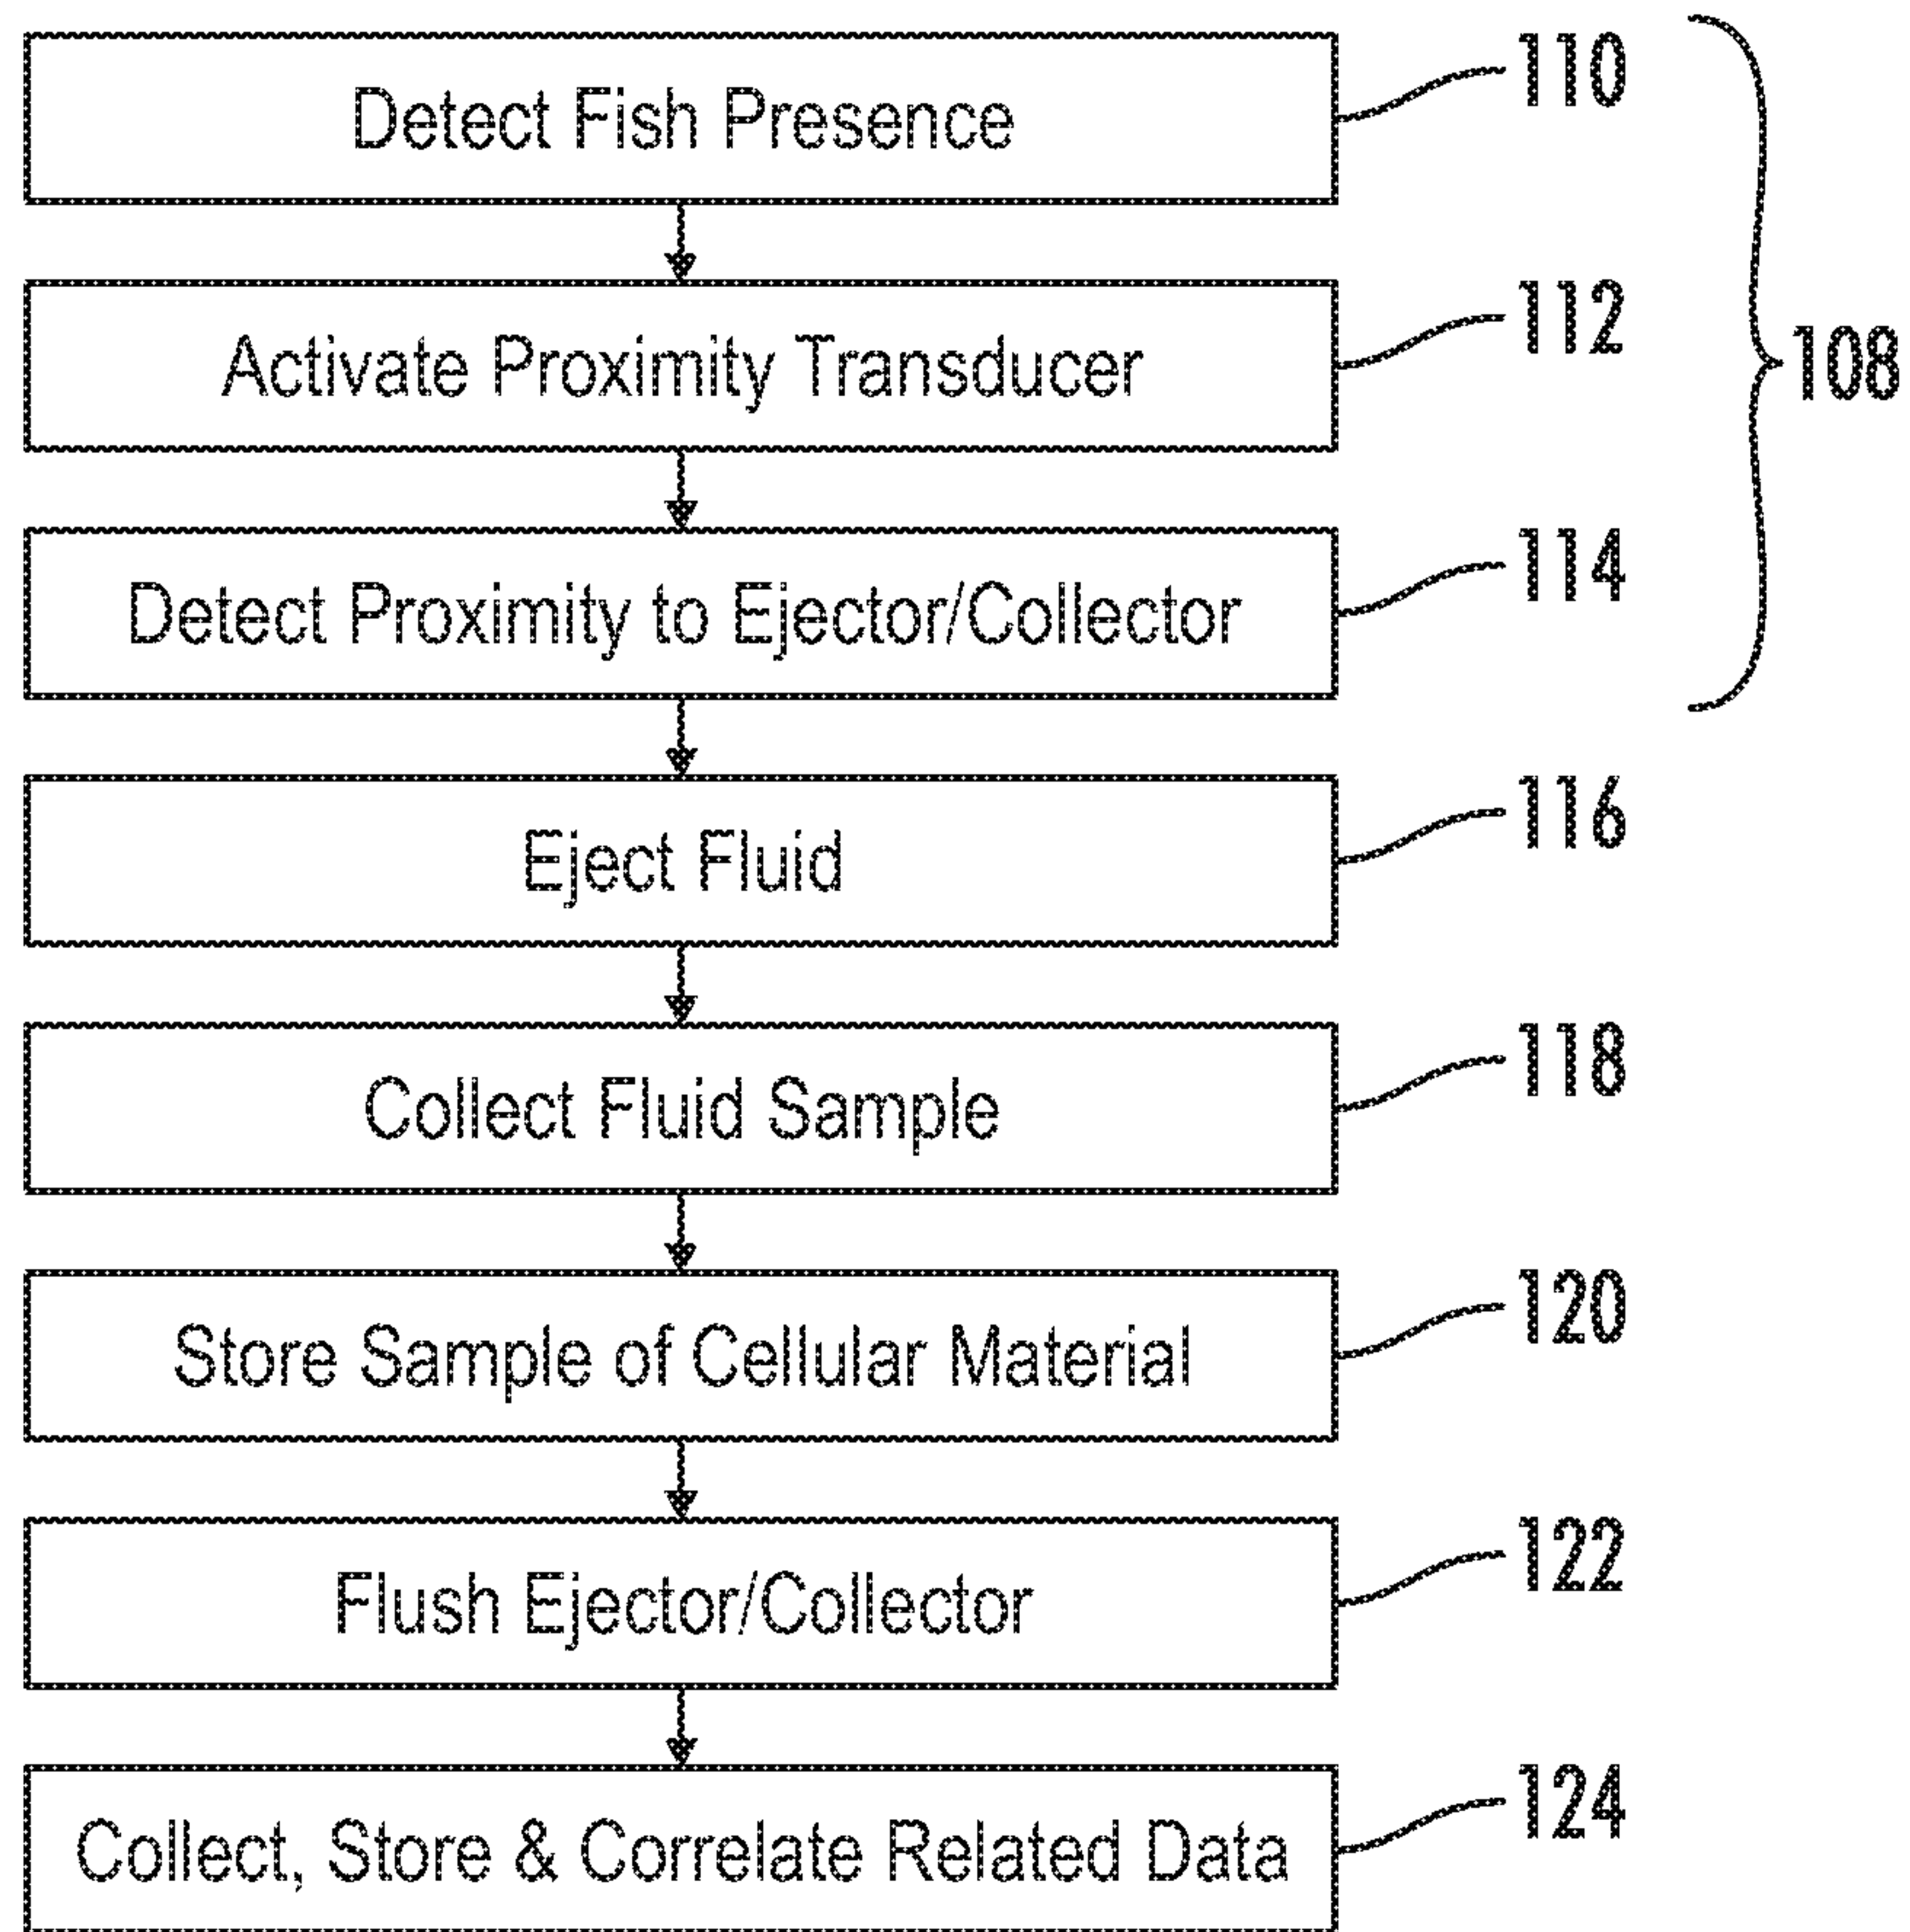 Detect Fish Presence
110
Activate Proximity Transducer
112
108
Detect Proximity to Ejector/Collector
114
Eject Fluid
116
Collect Fluid Sample
118
Store Sample of Cellular Material
120
Flush Ejector/Collector
122
Collect, Store & Correlate Related Data
124